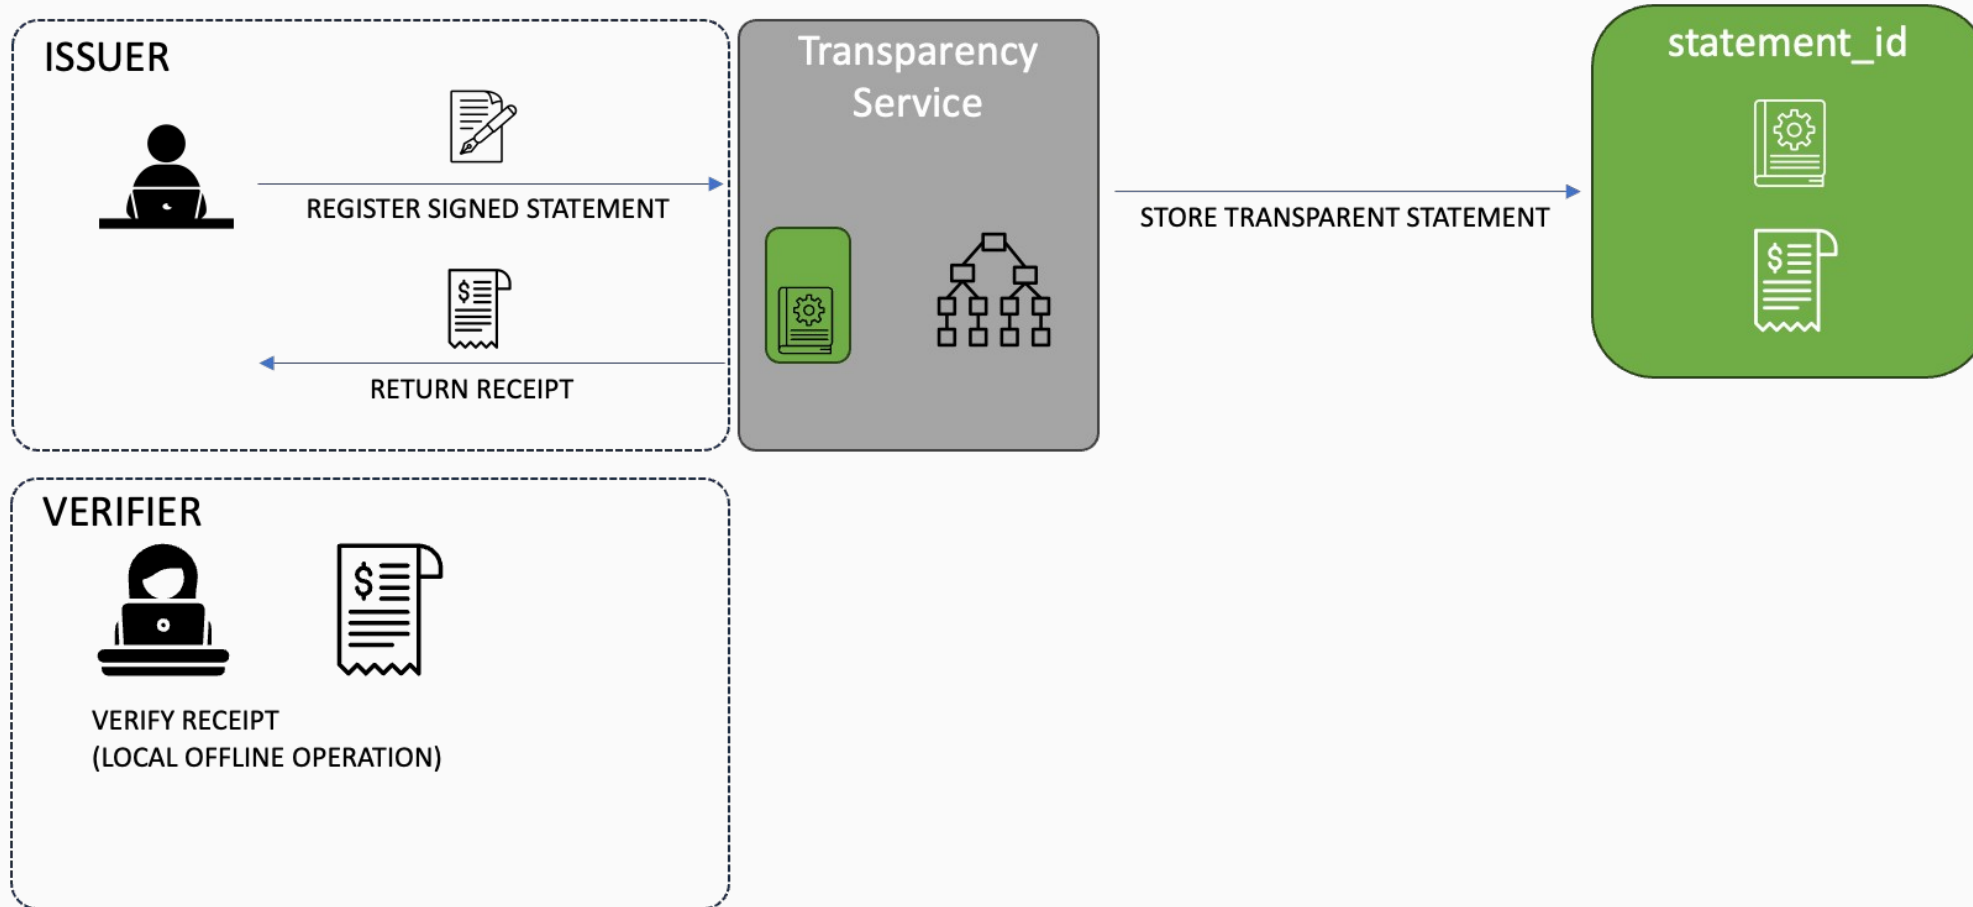 ISSUER
REGISTER SIGNED STATEMENT
$
RETURN RECEIPT
Transparency
Service
STORE TRANSPARENT STATEMENT
statement_id
$
VERIFIER
$
VERIFY RECEIPT
(LOCAL OFFLINE OPERATION)